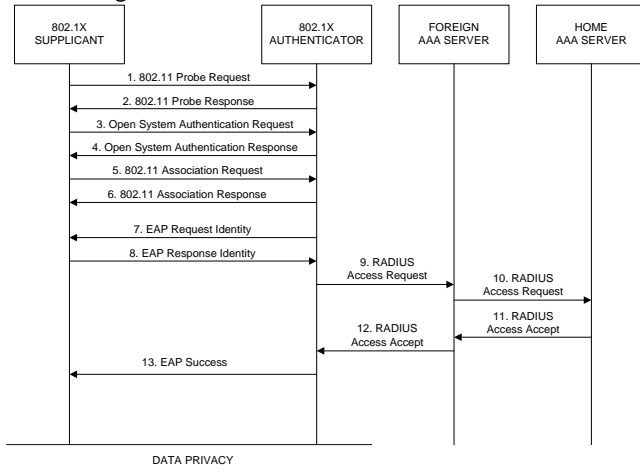 802.1X
SUPPLICANT
802.1X
AUTHENTICATOR
FOREIGN
AAA SERVER
HOME
AAA SERVER
1. 802.11 Probe Request
2. 802.11 Probe Response
3. Open System Authentication Request
4. Open System Authentication Response
5. 802.11 Association Request
6. 802.11 Association Response
7. EAP Request Identity
8. EAP Response Identity
9. RADIUS
Access Request
10. RADIUS
Access Request
11. RADIUS
Access Accept
12. RADIUS
Access Accept
13. EAP Success
DATA PRIVACY